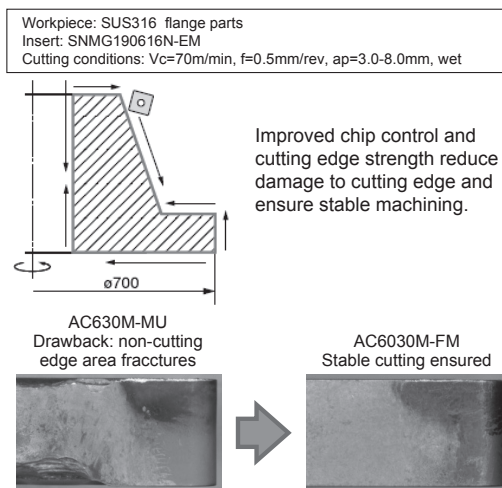 Workpiece: SUS316 flange parts
Insert: SNMG190616N-EM
Cutting conditions: Vc=70m/min, f=0.5mm/rev, ap=3.0-8.0mm, wet
Improved chip control and
cutting edge strength reduce
damage to cutting edge and
ensure stable machining.
ø700
AC630M-MU
Drawback: non-cutting
edge area fracctures
AC6030M-FM
Stable cutting ensured